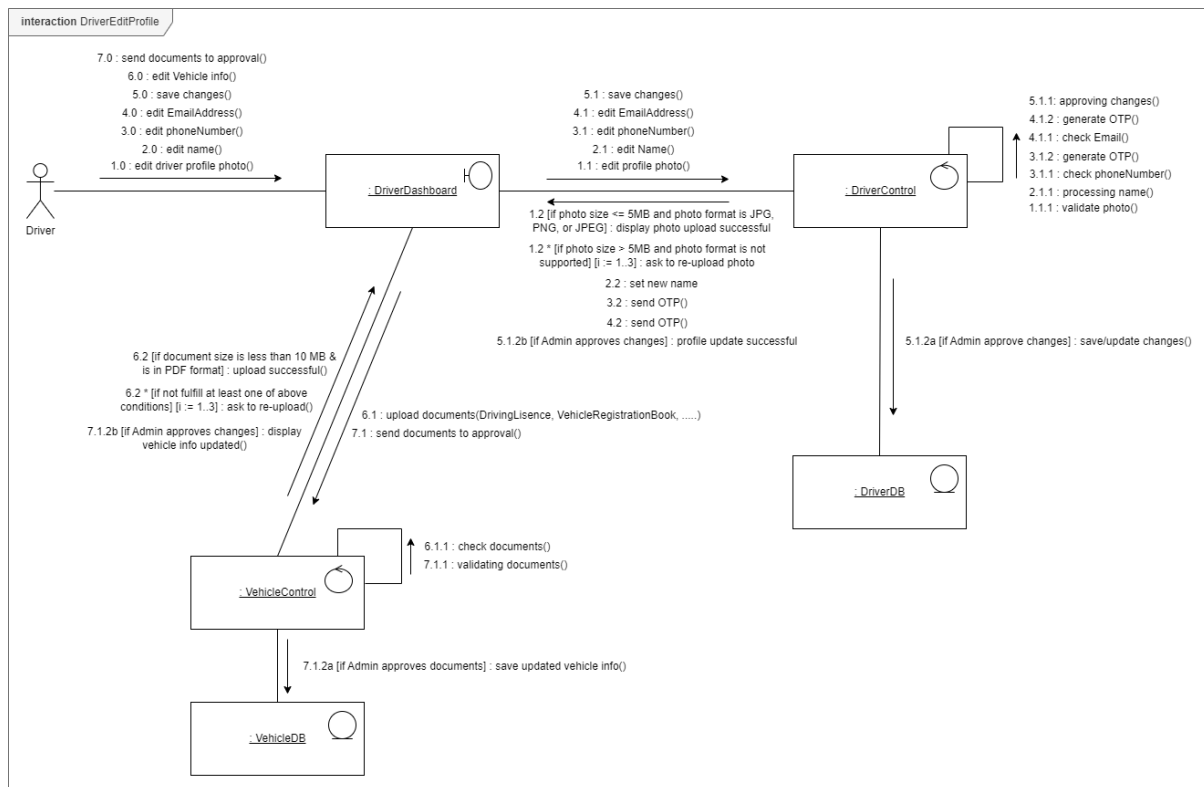 interaction DriverEditProfile
7.0 : send documents to approval()
6.0 : edit Vehicle info()
5.0 : save changes()
4.0 : edit EmailAddress()
3.0 : edit phoneNumber()
2.0 : edit name()
1.0 : edit driver profile photo()
5.1 : save changes()
4.1 : edit EmailAddress()
3.1 : edit phoneNumber()
2.1 : edit Name()
1.1 : edit profile photo()
5.1.1: approving changes()
4.1.2 : generate OTP()
4.1.1 : check Email()
3.1.2 : generate OTP()
3.1.1 : check phoneNumber()
2.1.1 : processing name()
1.1.1 : validate photo()
Driver
: DriverDashboard
: DriverControl
1.2 [if photo size <= 5MB and photo format is JPG,
PNG, or JPEG] : display photo upload successful
1.2 * [if photo size > 5MB and photo format is not
supported] [i := 1..3] : ask to re-upload photo
2.2 : set new name
3.2 : send OTP()
4.2 : send OTP()
5.1.2b [if Admin approves changes] : profile update successful
5.1.2a [if Admin approve changes] : save/update changes()
6.2 [if document size is less than 10 MB &
is in PDF format] : upload successful()
6.2 * [if not fulfill at least one of above
conditions] [i := 1..3] : ask to re-upload()
7.1.2b [if Admin approves changes] : display
vehicle info updated()
6.1 : upload documents(DrivingLisence, VehicleRegistrationBook, .....)
7.1 : send documents to approval()
: DriverDB
6.1.1 : check documents()
7.1.1 : validating documents()
: VehicleControl
7.1.2a [if Admin approves documents] : save updated vehicle info()
: VehicleDB